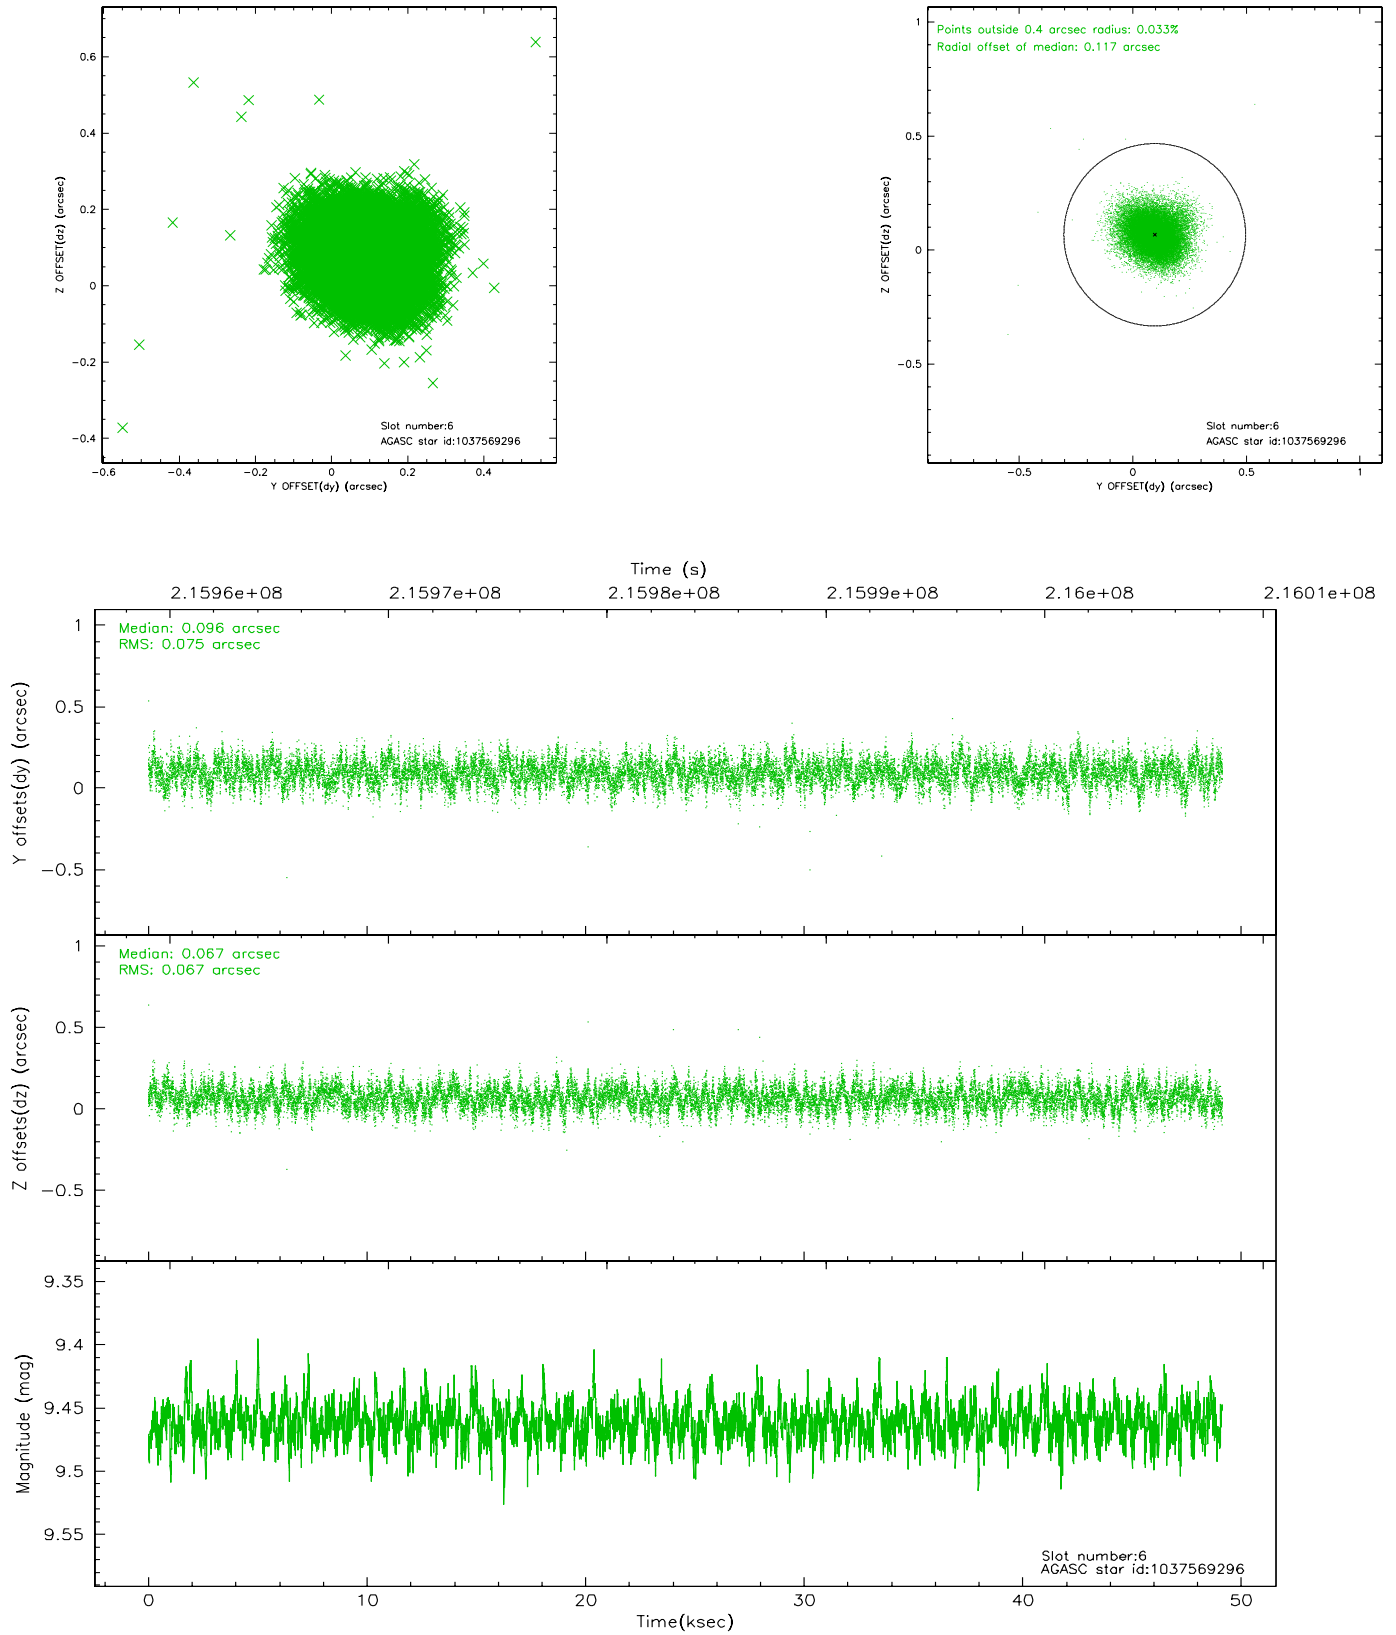 0.6
0.4
0.2
0
-0.2
-0.4
Z OFFSET(dz) (arcsec)
Slot number:6
AGASC star id:1037569296
-0.6 -0.4 -0.2 0 0.2 0.4
Y OFFSET(dy) (arcsec)
Points outside 0.4 arcsec radius: 0.033%
Radial offset of median: 0.117 arcsec
1
0.5
0
-0.5
Z OFFSET(dz) (arcsec)
Slot number:6
AGASC star id:1037569296
-0.5 0 0.5 1
Y OFFSET(dy) (arcsec)
Time (s)
2.1596e+08 2.1597e+08 2.1598e+08 2.1599e+08 2.16e+08 2.1601e+08
Median: 0.096 arcsec
RMS: 0.075 arcsec
1
0.5
0
-0.5
Y offsets(dy) (arcsec)
Median: 0.067 arcsec
RMS: 0.067 arcsec
1
0.5
0
-0.5
Z offsets(dz) (arcsec)
9.35
9.4
9.45
9.5
9.55
Magnitude (mag)
Slot number:6
AGASC star id:1037569296
0 10 20 30 40 50
Time(ksec)